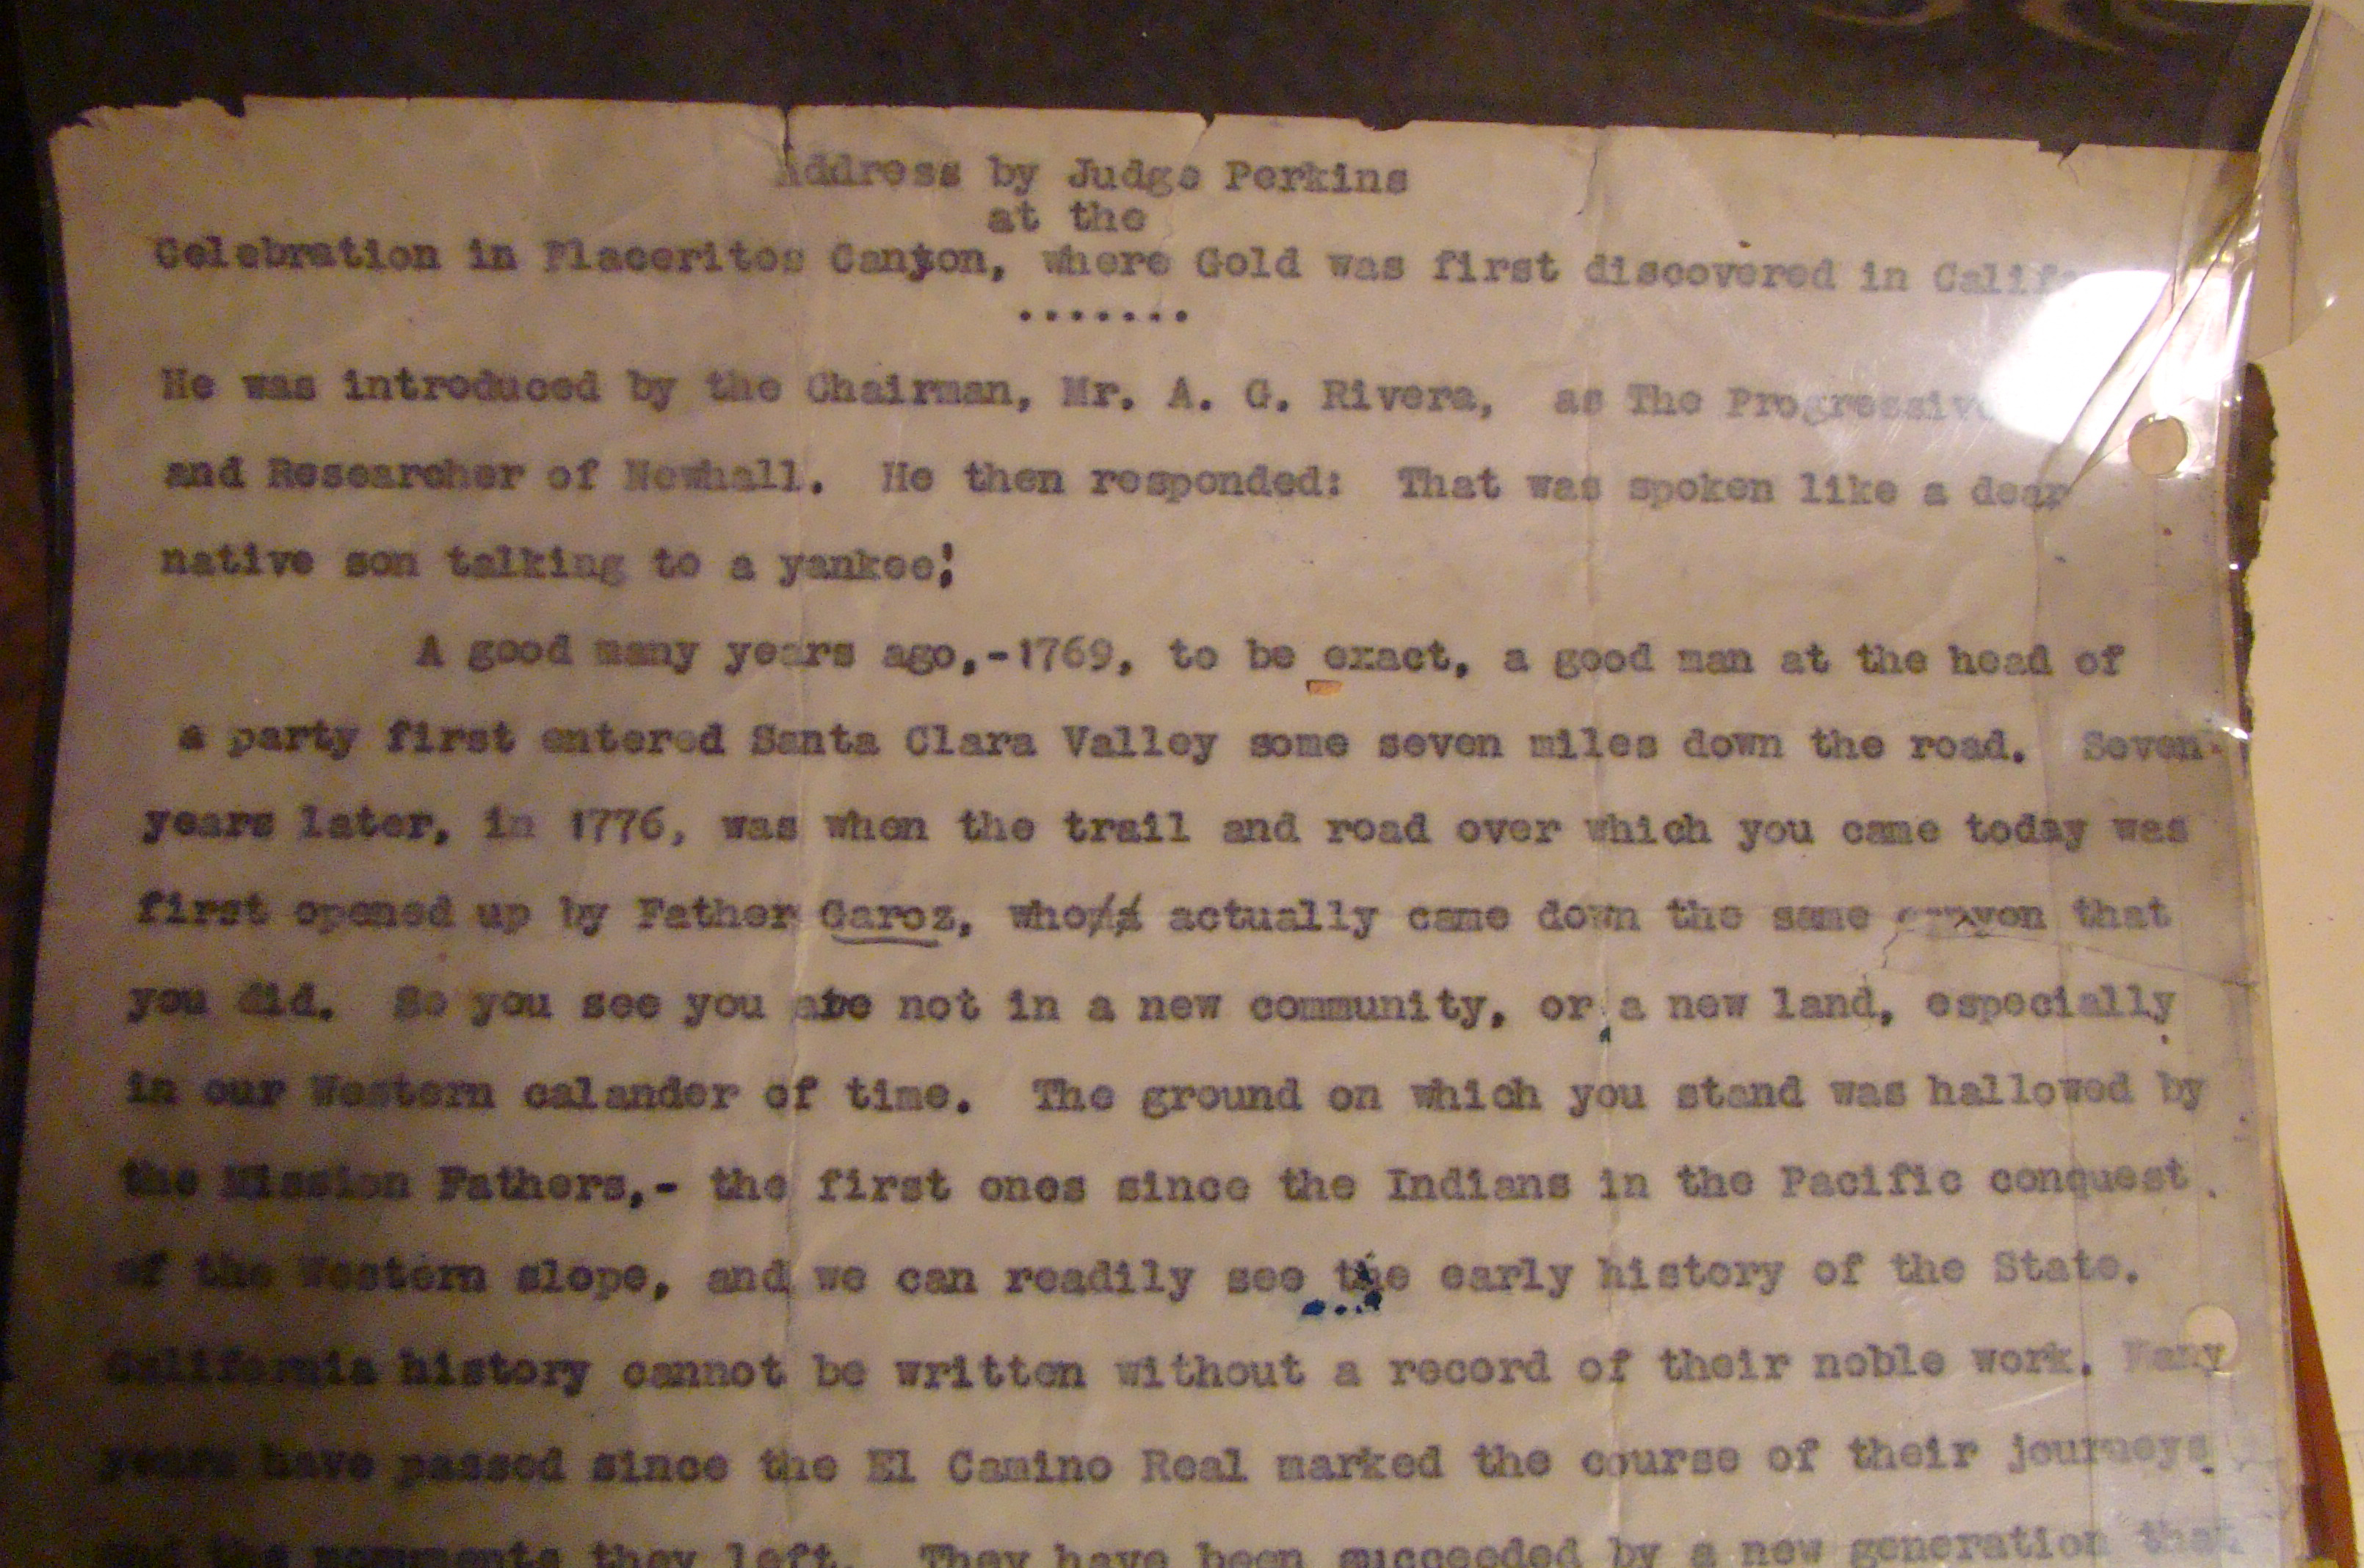 Address by Judge Perkins
at the
Celebration in Placeritos Canyon, where Gold was first discovered in Califo
.......
He was introduced by the Chairman, Mr. A. G. Rivera, as The Progressive
and Researcher of Newhall. He then responded: That was spoken like a dear
native son talking to a yankee!
A good many years ago,-1769, to be exact, a good man at the head of
a party first entered Santa Clara Valley some seven miles down the road. Seven
years later, in 1776, was when the trail and road over which you came today was
first opened up by Father Garoz, who actually came down the same that
you did. So you see you are not in a new community, or a new land, especially
in our Western calander of time. The ground on which you stand was hallowed by
the Mission Fathers,- the first ones since the Indians in the Pacific conquest
of the Western slope, and we can readily see the early history of the State.
California history cannot be written without a record of their noble work. Many
years have passed since the El Camino Real marked the course of their journeys
and the monuments they left. They have been succeeded by a new generation that